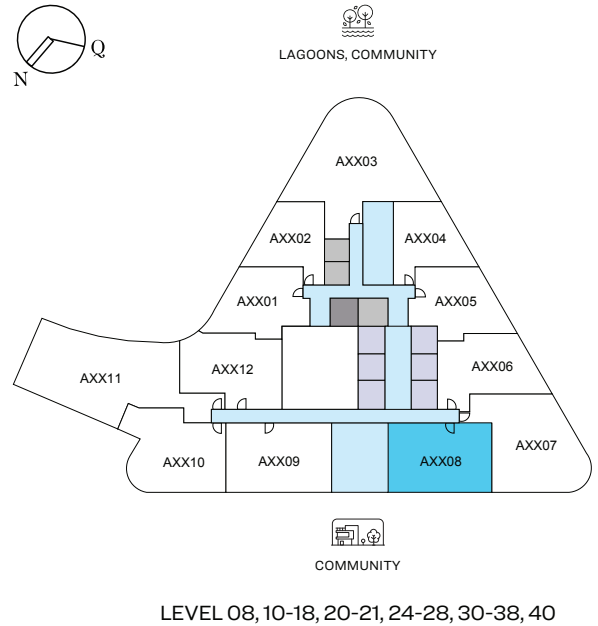 Q
N
LAGOONS, COMMUNITY
AXX03
AXX02
AXX04
AXX01
AXX05
AXX11
AXX12
AXX06
AXX10
AXX09
AXX08
AXX07
COMMUNITY
LEVEL 08, 10-18, 20-21, 24-28, 30-38, 40